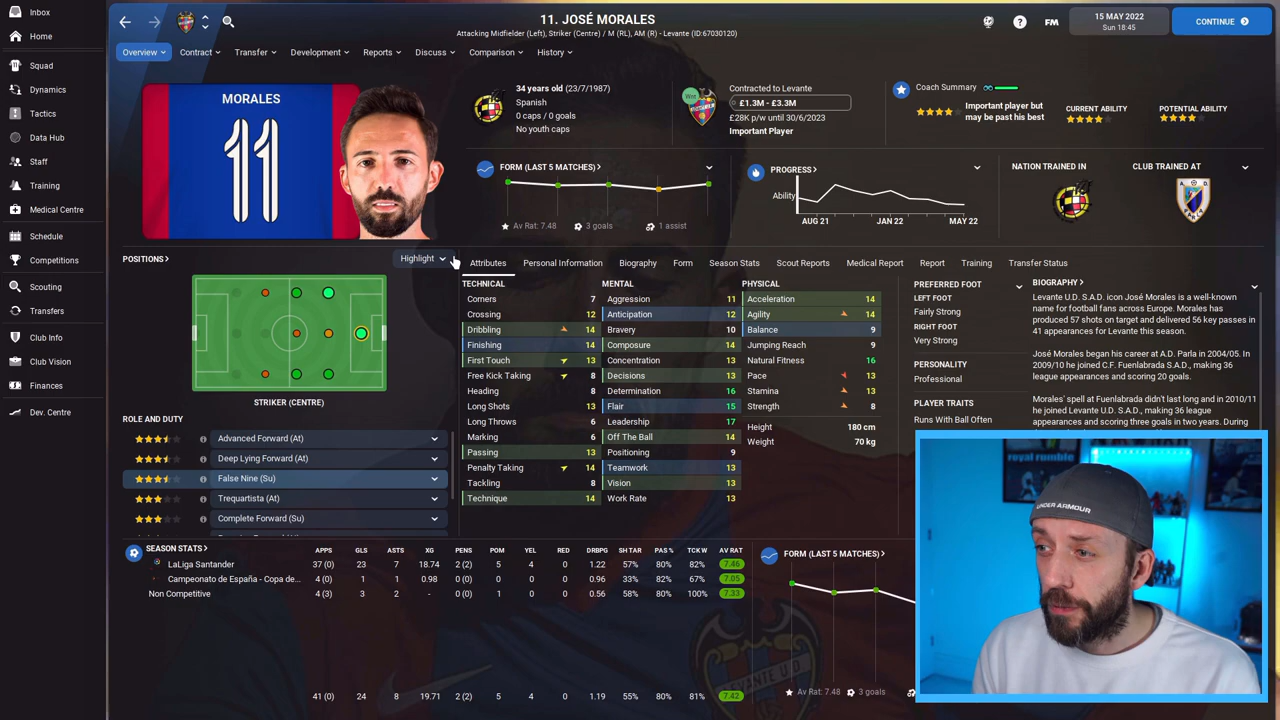 11. JOSÉ MORALES
Attacking Midfielder (Left), Striker (Centre) / M (RL), AM (R) - Levante (ID:67030120)
FM
15 MAY 2022
Sun 18:45
CONTINUE
Inbox
Home
Squad
Dynamics
Tactics
Data Hub
Staff
Training
Medical Centre
Schedule
Competitions
Scouting
Transfers
Club Info
Club Vision
Finances
Dev. Centre
Overview
Contract
Transfer
Development
Reports
Discuss
Comparison
History
MORALES
11
34 years old (23/7/1987)
Spanish
0 caps / 0 goals
No youth caps
Wnt
Contracted to Levante
£1.3M - £3.3M
£28K p/w until 30/6/2023
Important Player
Coach Summary
Important player but
may be past his best
CURRENT ABILITY
POTENTIAL ABILITY
FORM (LAST 5 MATCHES)
Av Rat: 7.48
3 goals
1 assist
PROGRESS
Ability
AUG 21
JAN 22
MAY 22
NATION TRAINED IN
CLUB TRAINED AT
POSITIONS
Highlight
STRIKER (CENTRE)
ROLE AND DUTY
Advanced Forward (At)
Deep Lying Forward (At)
False Nine (Su)
Trequartista (At)
Complete Forward (Su)
Attributes
Personal Information
Biography
Form
Season Stats
Scout Reports
Medical Report
Report
Training
Transfer Status
TECHNICAL
Corners 7
Crossing 12
Dribbling 14
Finishing 14
First Touch 13
Free Kick Taking 8
Heading 8
Long Shots 13
Long Throws 6
Marking 6
Passing 13
Penalty Taking 14
Tackling 8
Technique 14
MENTAL
Aggression 11
Anticipation 12
Bravery 10
Composure 14
Concentration 13
Decisions 13
Determination 16
Flair 15
Leadership 17
Off The Ball 14
Positioning 9
Teamwork 13
Vision 13
Work Rate 13
PHYSICAL
Acceleration 14
Agility 14
Balance 9
Jumping Reach 9
Natural Fitness 16
Pace 13
Stamina 13
Strength 8
Height 180 cm
Weight 70 kg
PREFERRED FOOT
LEFT FOOT
Fairly Strong
RIGHT FOOT
Very Strong
PERSONALITY
Professional
PLAYER TRAITS
Runs With Ball Often
BIOGRAPHY
Levante U.D. S.A.D. icon José Morales is a well-known
name for football fans across Europe. Morales has
produced 57 shots on target and delivered 56 key passes in
41 appearances for Levante this season.
José Morales began his career at A.D. Parla in 2004/05. In
2009/10 he joined C.F. Fuenlabrada S.A.D., making 36
league appearances and scoring 20 goals.
Morales' spell at Fuenlabrada didn't last long and in 2010/11
he joined Levante U.D. S.A.D., making 36 league
appearances and scoring three goals in two years. During
royal rumble
UNDER ARMOUR
SEASON STATS
APPS GLS ASTS XG PENS POM YEL RED DRBPG SH TAR PAS % TCK W AV RAT
LaLiga Santander 37 (0) 23 7 18.74 2 (2) 5 4 0 1.22 57% 80% 82% 7.46
Campeonato de España - Copa de... 4 (0) 1 1 0.98 0 (0) 0 0 0 0.96 33% 82% 67% 7.05
Non Competitive 4 (3) 3 2 - 0 (0) 1 0 0 0.56 58% 80% 100% 7.33
41 (0) 24 8 19.71 2 (2) 5 4 0 1.19 55% 80% 81% 7.42
FORM (LAST 5 MATCHES)
Av Rat: 7.48
3 goals